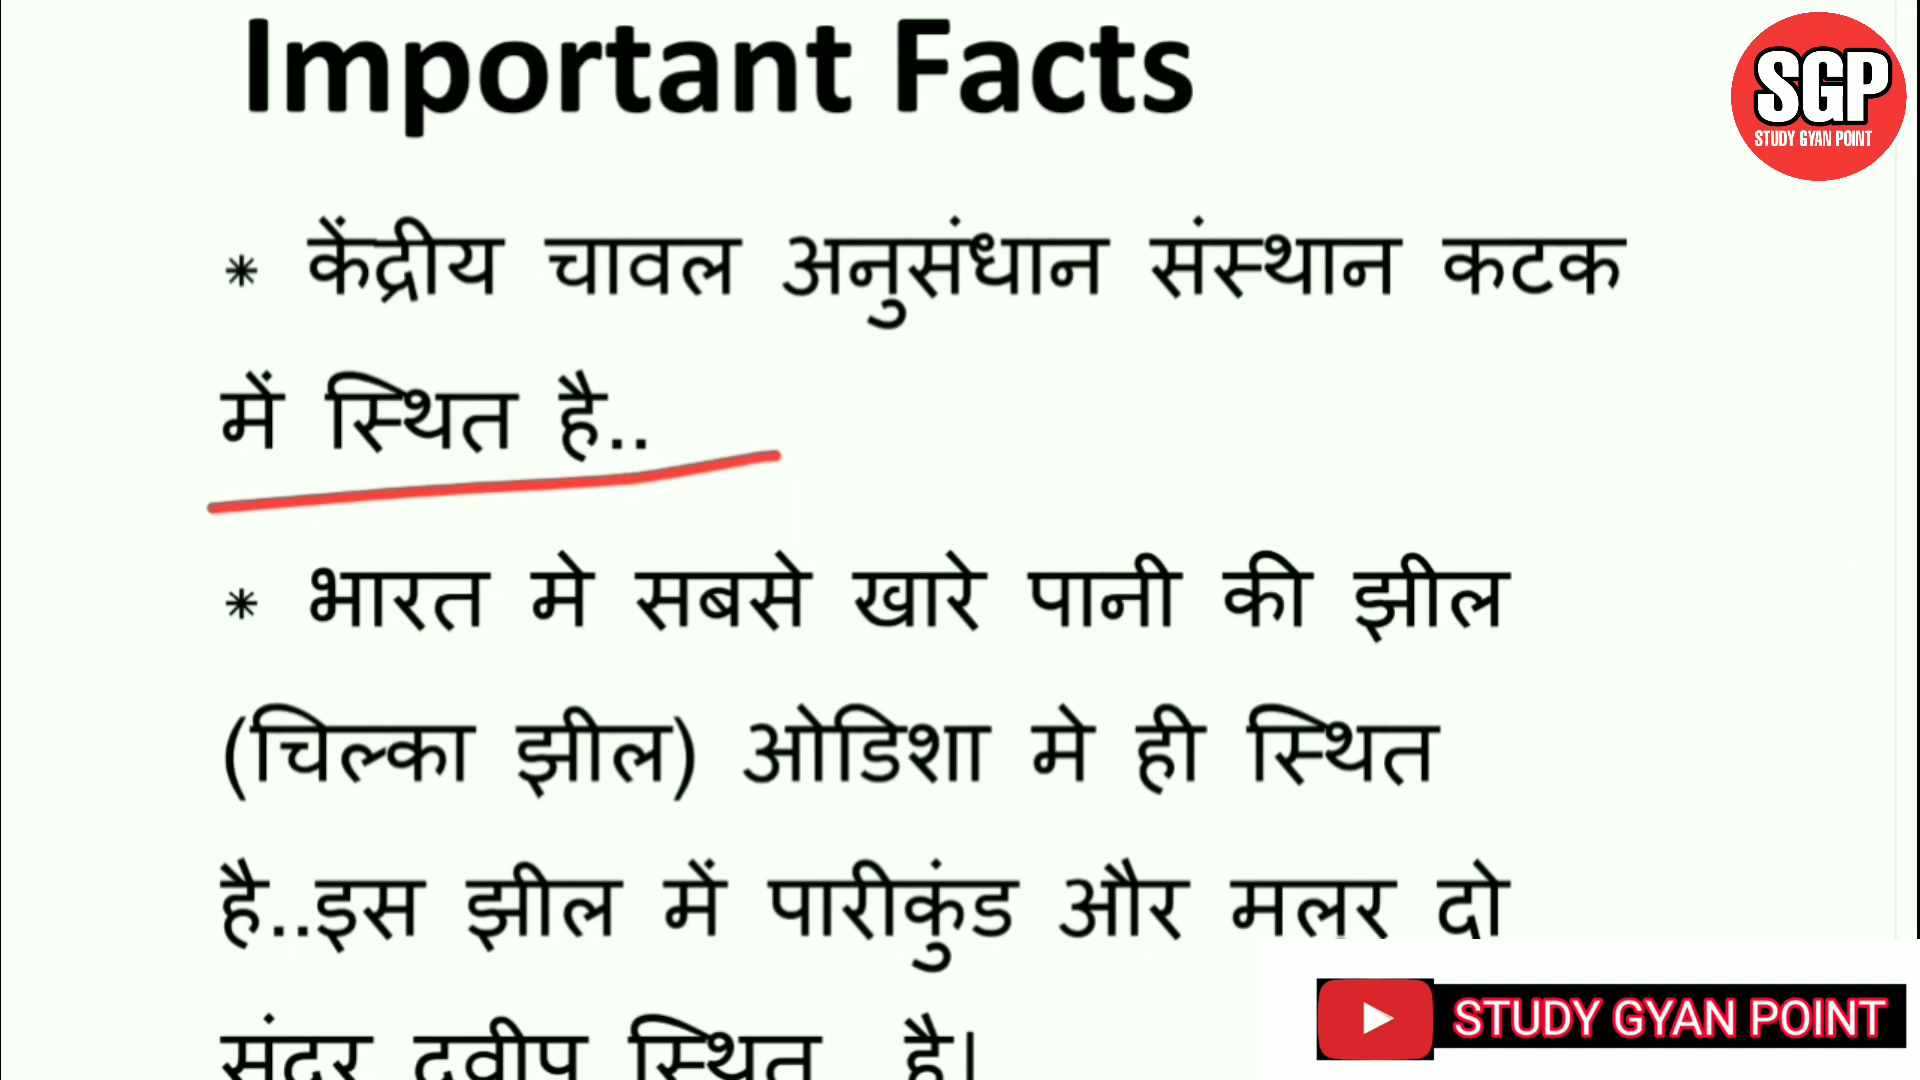 Important Facts
SGP
STUDY GYAN POINT
* केंद्रीय चावल अनुसंधान संस्थान कटक
में स्थित है..
* भारत मे सबसे खारे पानी की झील
(चिल्का झील) ओडिशा मे ही स्थित
है..इस झील में पारीकुंड और मलर दो
सुंदर दवीप स्थित है।
STUDY GYAN POINT